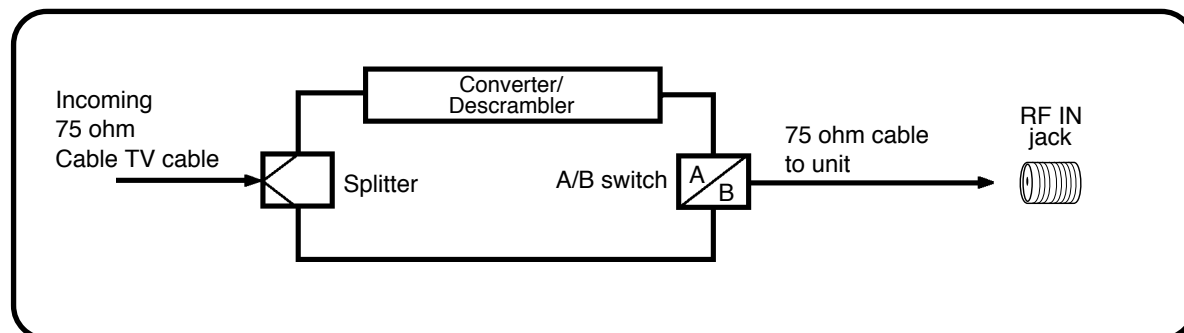 Incoming
75 ohm
Cable TV cable
Splitter
Converter/
Descrambler
A/B switch
A
B
75 ohm cable
to unit
RF IN
jack